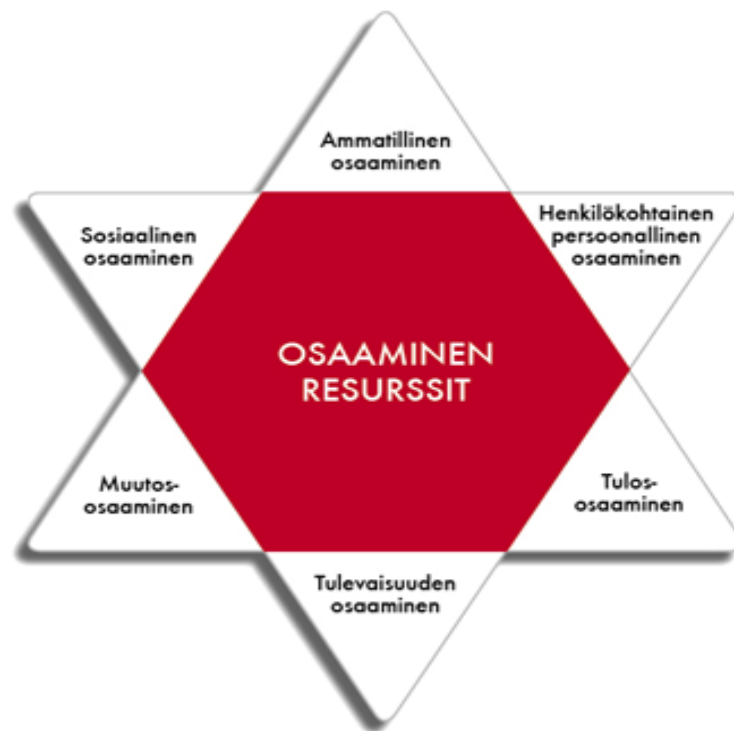 Ammatillinen
osaaminen
Sosiaalinen
osaaminen
Henkilökohtainen
persoonallinen
osaaminen
OSAAMINEN
RESURSSIT
Muutos-
osaaminen
Tulos-
osaaminen
Tulevaisuuden
osaaminen